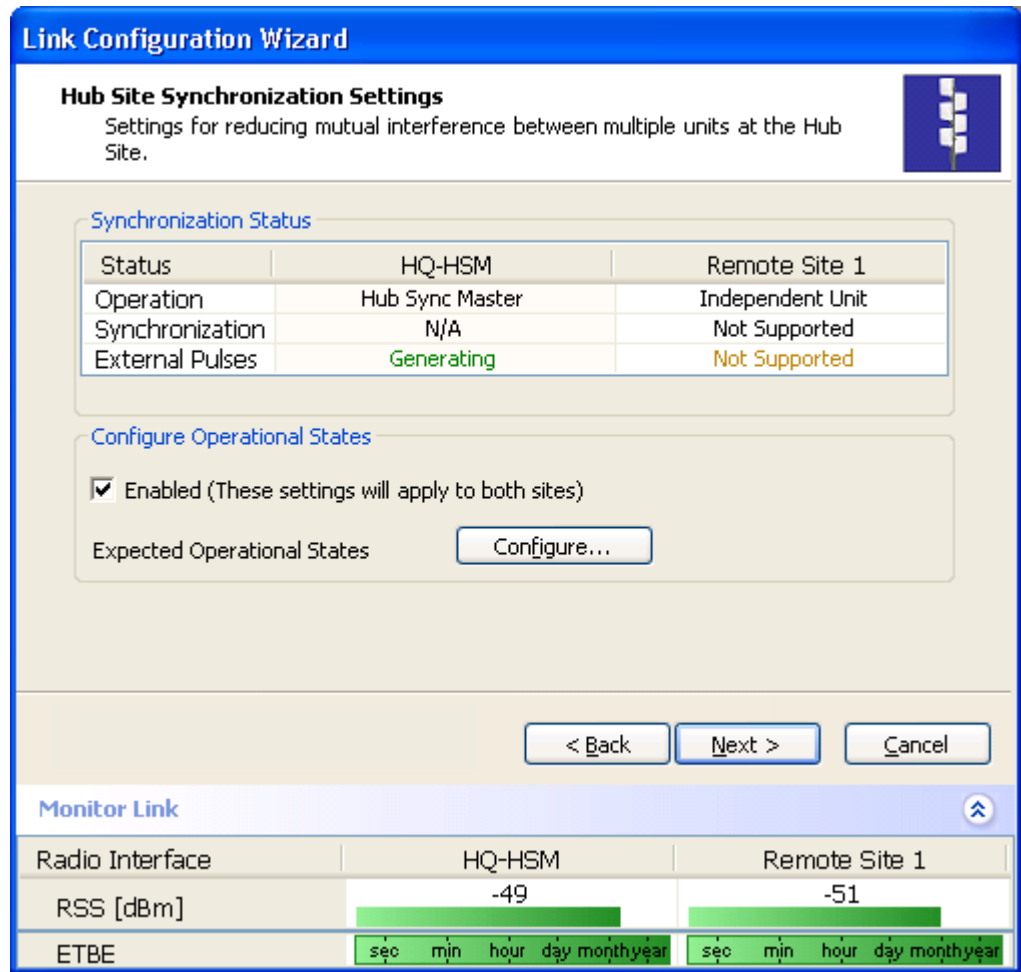 Link Configuration Wizard
Hub Site Synchronization Settings
Settings for reducing mutual interference between multiple units at the Hub
Site.
Synchronization Status
Status HQ-HSM Remote Site 1
Operation Hub Sync Master Independent Unit
Synchronization N/A Not Supported
External Pulses Generating Not Supported
Configure Operational States
Enabled (These settings will apply to both sites)
Expected Operational States Configure...
< Back Next > Cancel
Monitor Link
Radio Interface HQ-HSM Remote Site 1
RSS [dBm] -49 -51
ETBE sec min hour day month year sec min hour day month year